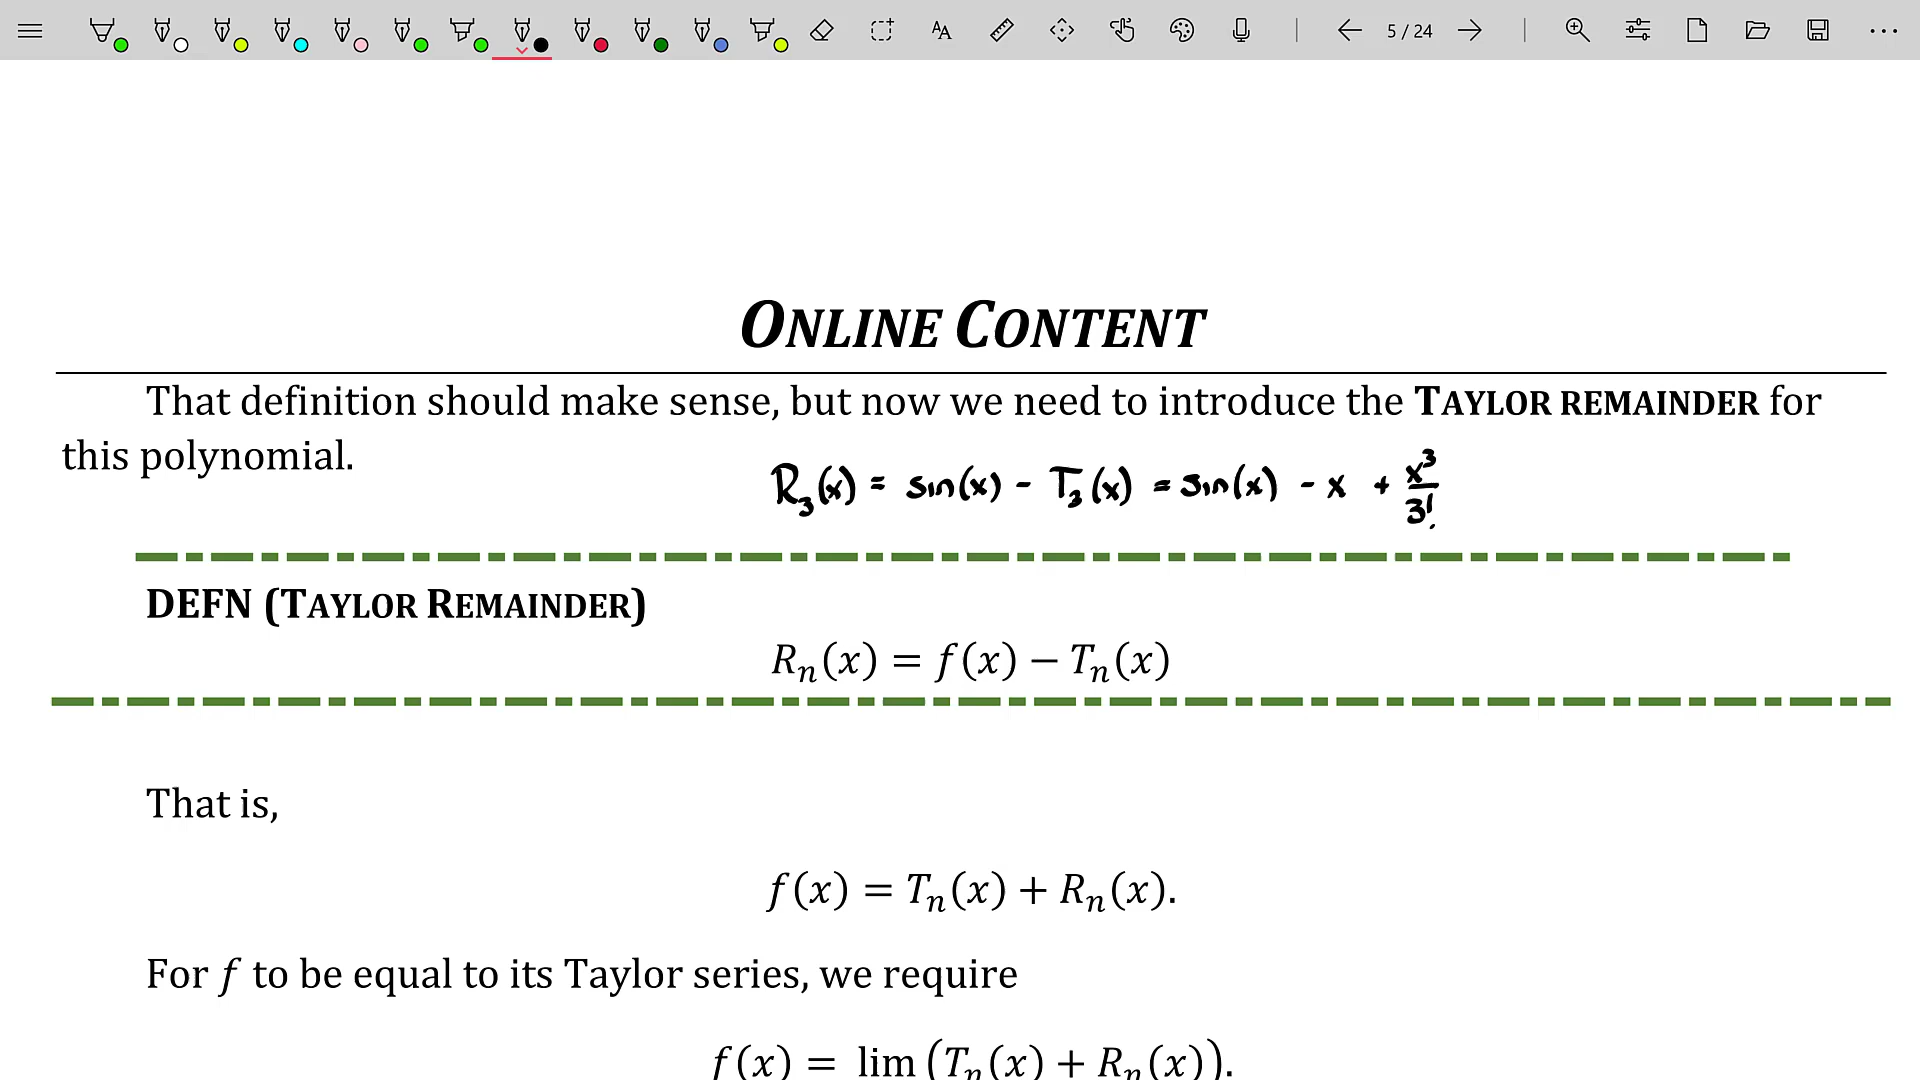 5 / 24
ONLINE CONTENT
That definition should make sense, but now we need to introduce the TAYLOR REMAINDER for
this polynomial.
R₃(x) = sin(x) - T₃(x) = sin(x) - x + x³/3!
DEFN (TAYLOR REMAINDER)
Rₙ(x) = f(x) − Tₙ(x)
That is,
f(x) = Tₙ(x) + Rₙ(x).
For f to be equal to its Taylor series, we require
f(x) = lim (Tₙ(x) + Rₙ(x)).